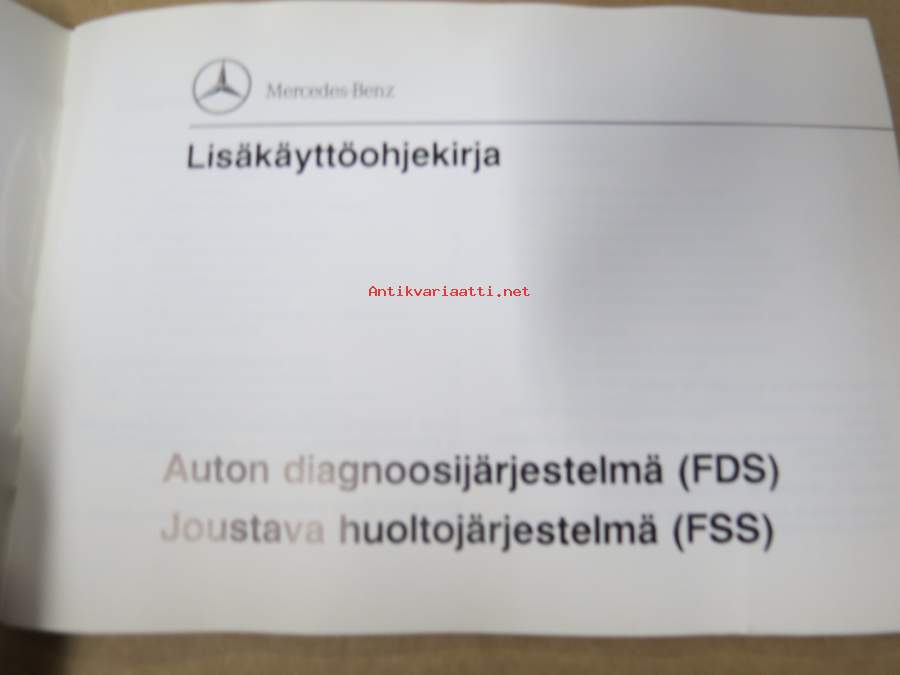 Mercedes-Benz
Lisäkäyttöohjekirja
Antikvariaatti.net
Auton diagnoosijärjestelmä (FDS)
Joustava huoltojärjestelmä (FSS)